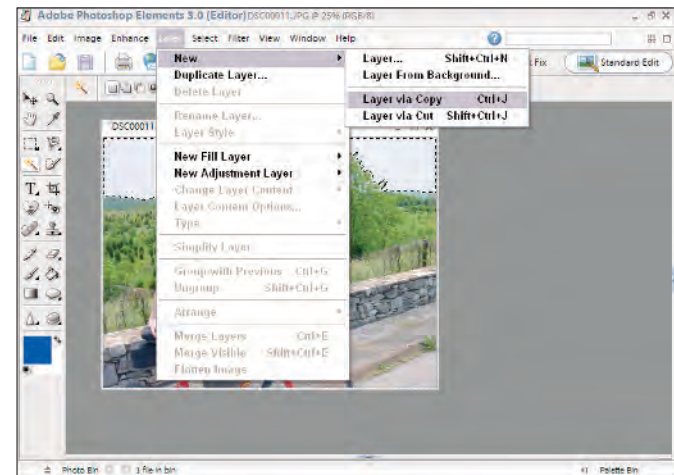 Adobe Photoshop Elements 3.0 (Editor) DSC00011.JPG @ 25% (RGB/8)
File Edit Image Enhance Layer Select Filter View Window Help
Fix Standard Edit
DSC00011
New
Duplicate Layer...
Delete Layer
Rename Layer...
Layer Style
New Fill Layer
New Adjustment Layer
Change Layer Content
Layer Content Options...
Type
Simplify Layer
Group with Previous Ctrl+G
Ungroup Shift+Ctrl+G
Arrange
Merge Layers Ctrl+E
Merge Visible Shift+Ctrl+E
Flatten Image
Layer... Shift+Ctrl+N
Layer From Background...
Layer via Copy Ctrl+J
Layer via Cut Shift+Ctrl+J
Photo Bin 1 file in bin Palette Bin